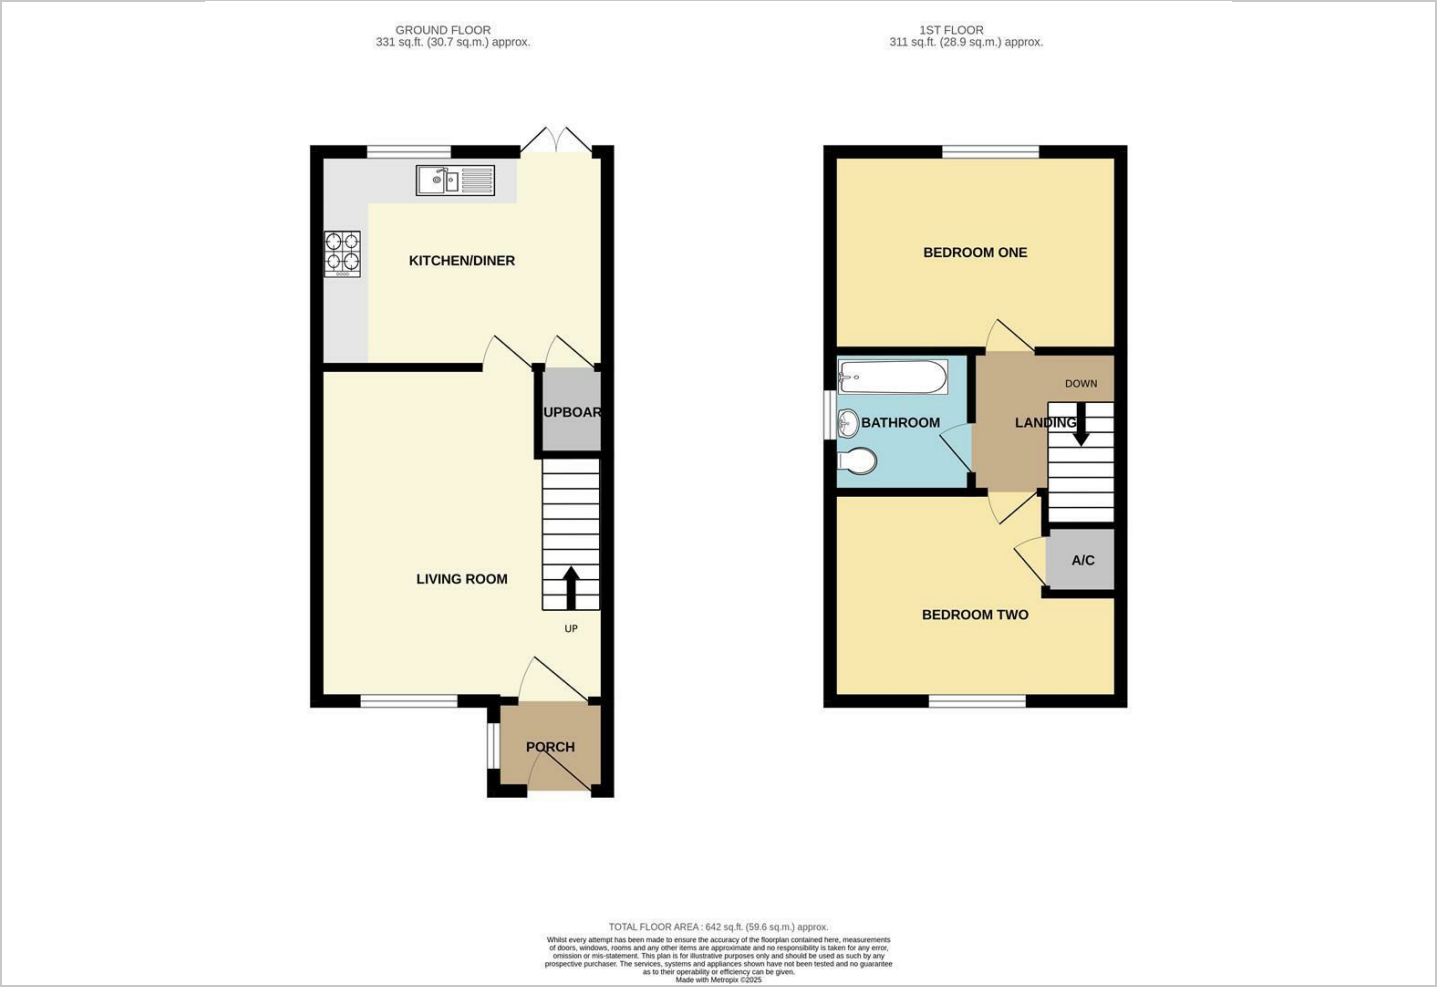 GROUND FLOOR
331 sq.ft. (30.7 sq.m.) approx.
1ST FLOOR
311 sq.ft. (28.9 sq.m.) approx.
KITCHEN/DINER
UPBOAR
LIVING ROOM
UP
PORCH
BEDROOM ONE
DOWN
BATHROOM
LANDING
A/C
BEDROOM TWO
TOTAL FLOOR AREA : 642 sq.ft. (59.6 sq.m.) approx.
Whilst every attempt has been made to ensure the accuracy of the floorplan contained here, measurements
of doors, windows, rooms and any other items are approximate and no responsibility is taken for any error,
omission or mis-statement. This plan is for illustrative purposes only and should be used as such by any
prospective purchaser. The services, systems and appliances shown have not been tested and no guarantee
as to their operability or efficiency can be given.
Made with Metropix ©2025